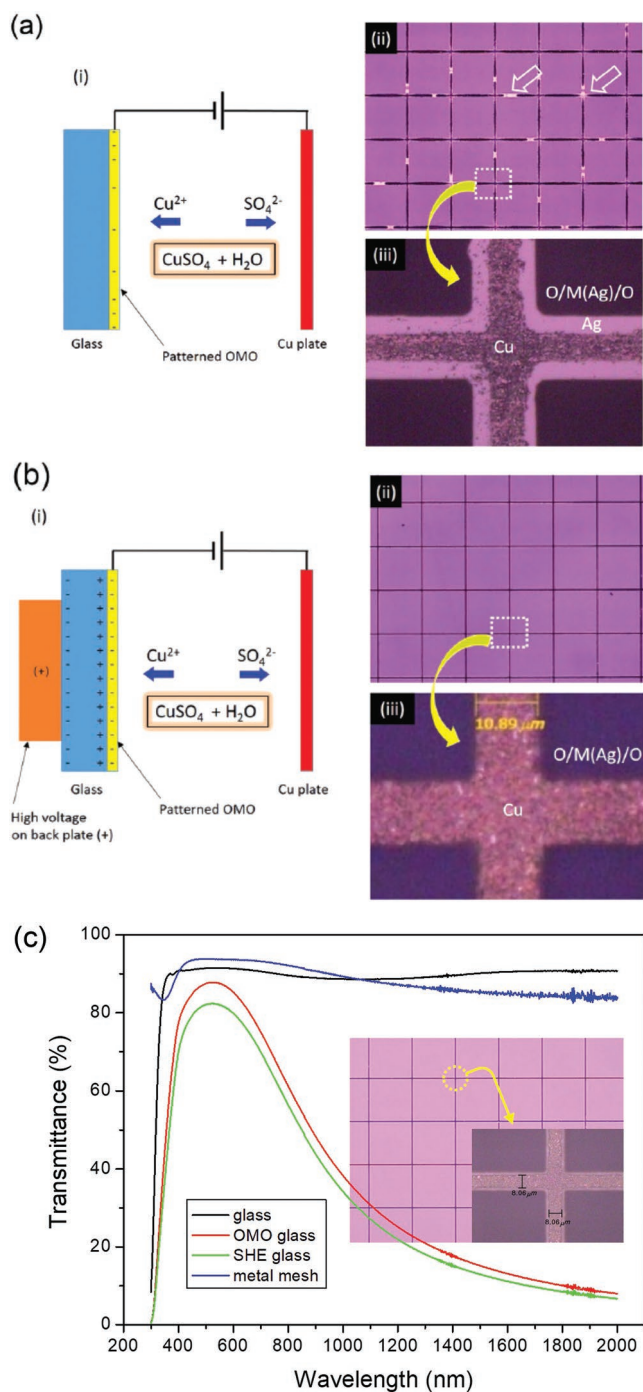 (a)
(i)
Cu²⁺
SO₄²⁻
CuSO₄ + H₂O
Glass
Patterned OMO
Cu plate
(ii)
(iii)
O/M(Ag)/O
Ag
Cu
(b)
(i)
(+)
Cu²⁺
SO₄²⁻
CuSO₄ + H₂O
Glass
High voltage
on back plate (+)
Patterned OMO
Cu plate
(ii)
(iii)
10.89 µm
O/M(Ag)/O
Cu
(c)
Transmittance (%)
100
80
60
40
20
0
glass
OMO glass
SHE glass
metal mesh
8.06 µm
8.06 µm
200 400 600 800 1000 1200 1400 1600 1800 2000
Wavelength (nm)